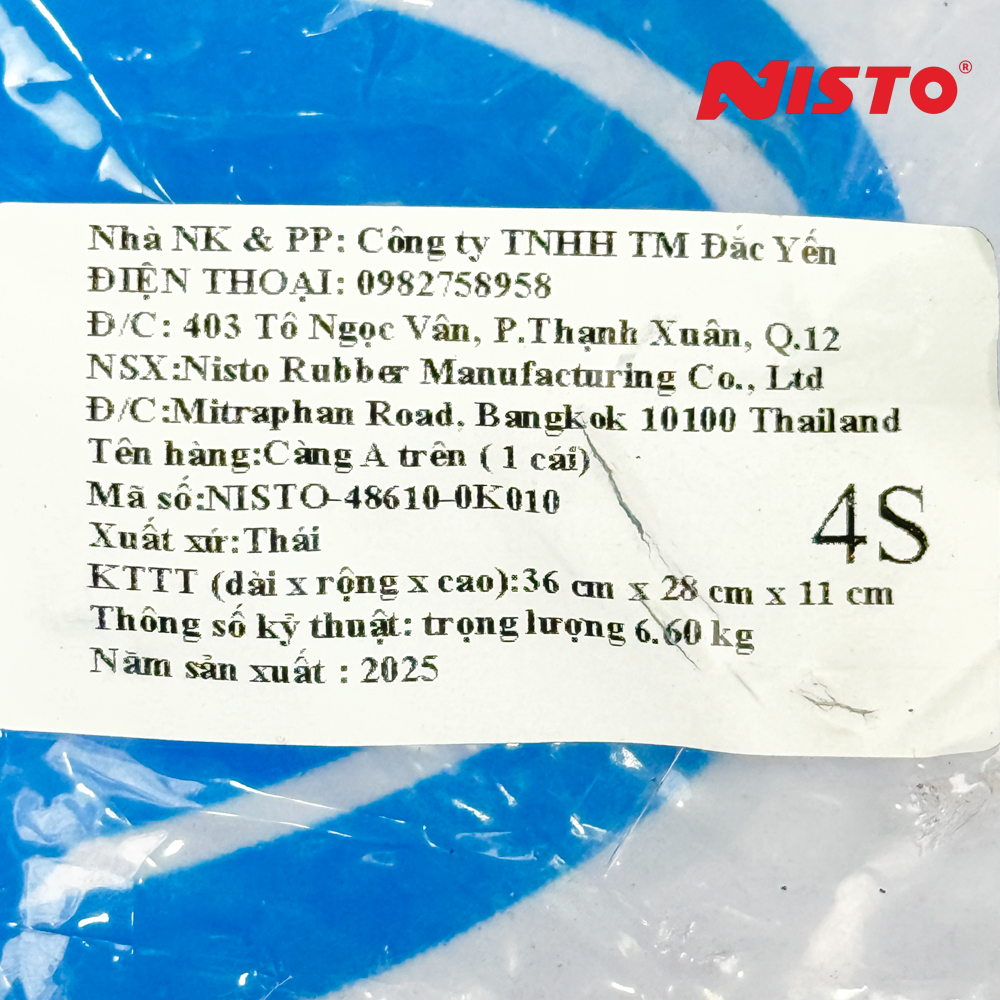 NISTO®
Nhà NK & PP: Công ty TNHH TM Đắc Yến
ĐIỆN THOẠI: 0982758958
Đ/C: 403 Tô Ngọc Vân, P.Thạnh Xuân, Q.12
NSX:Nisto Rubber Manufacturing Co., Ltd
Đ/C:Mitraphan Road. Bangkok 10100 Thailand
Tên hàng:Càng A trên ( 1 cái)
Mã số:NISTO-48610-0K010
4S
Xuất xứ:Thái
KTTT (dài x rộng x cao):36 cm x 28 cm x 11 cm
Thông số kỹ thuật: trọng lượng 6.60 kg
Năm sản xuất : 2025